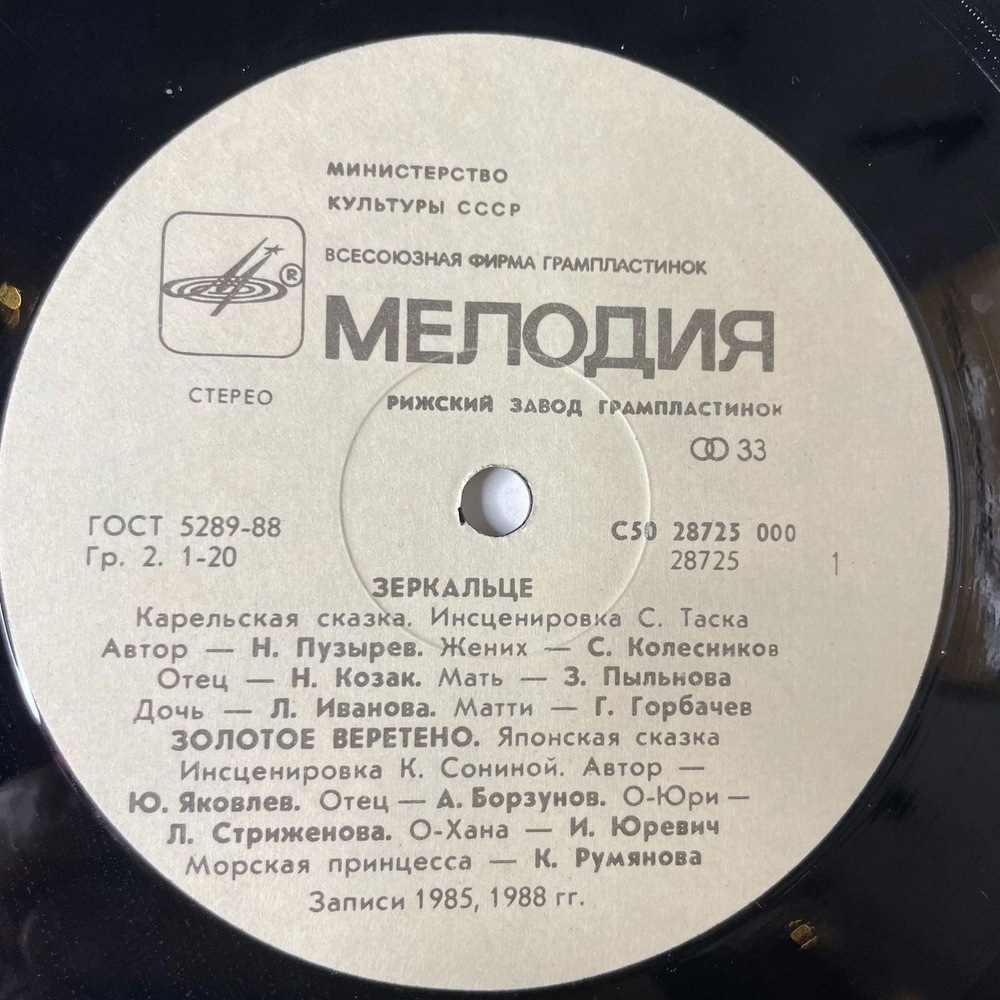 МИНИСТЕРСТВО
КУЛЬТУРЫ СССР
ВСЕСОЮЗНАЯ ФИРМА ГРАМПЛАСТИНОК
®
МЕЛОДИЯ
СТЕРЕО
РИЖСКИЙ ЗАВОД ГРАМПЛАСТИНОК
33
ГОСТ 5289-88
С50 28725 000
Гр. 2. 1-20
28725
1
ЗЕРКАЛЬЦЕ
Карельская сказка. Инсценировка С. Таска
Автор — Н. Пузырев. Жених — С. Колесников
Отец — Н. Козак. Мать — З. Пыльнова
Дочь — Л. Иванова. Матти — Г. Горбачев
ЗОЛОТОЕ ВЕРЕТЕНО. Японская сказка
Инсценировка К. Сониной. Автор —
Ю. Яковлев. Отец — А. Борзунов. О-Юри —
Л. Стриженова. О-Хана — И. Юревич
Морская принцесса — К. Румянова
Записи 1985, 1988 гг.